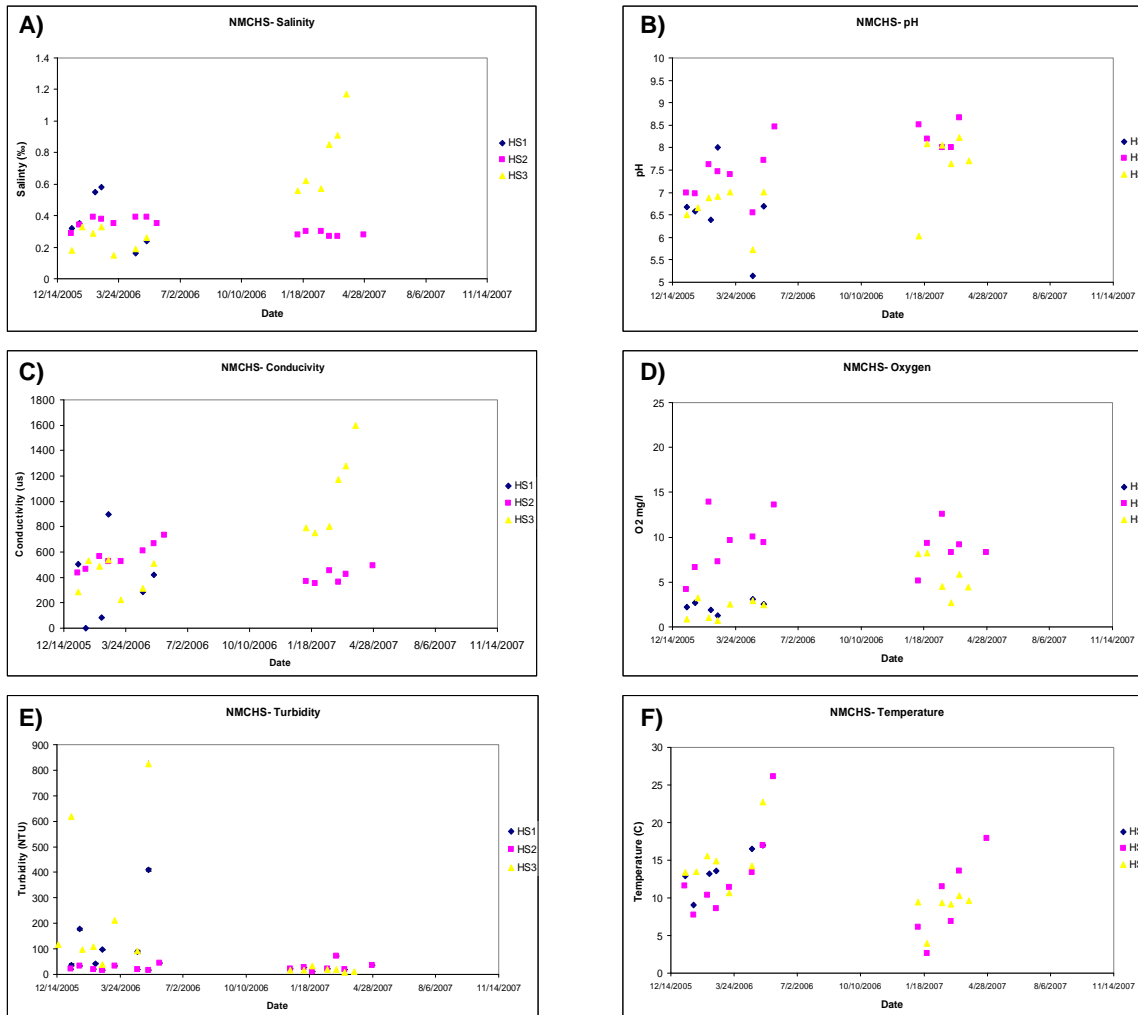 A)
NMCHS- Salinity
1.4
1.2
1
0.8
0.6
0.4
0.2
0
Salinty (‰)
12/14/2005 3/24/2006 7/2/2006 10/10/2006 1/18/2007 4/28/2007 8/6/2007 11/14/2007
Date
HS1
HS2
HS3
B)
NMCHS- pH
10
9.5
9
8.5
8
7.5
7
6.5
6
5.5
5
pH
12/14/2005 3/24/2006 7/2/2006 10/10/2006 1/18/2007 4/28/2007 8/6/2007 11/14/2007
Date
HS
HS
HS
C)
NMCHS- Conducivity
1800
1600
1400
1200
1000
800
600
400
200
0
Conductivity (us)
12/14/2005 3/24/2006 7/2/2006 10/10/2006 1/18/2007 4/28/2007 8/6/2007 11/14/2007
Date
HS1
HS2
HS3
D)
NMCHS- Oxygen
25
20
15
10
5
0
O2 mg/l
12/14/2005 3/24/2006 7/2/2006 10/10/2006 1/18/2007 4/28/2007 8/6/2007 11/14/2007
Date
HS
HS
HS
E)
NMCHS- Turbidity
900
800
700
600
500
400
300
200
100
0
Turbidity (NTU)
12/14/2005 3/24/2006 7/2/2006 10/10/2006 1/18/2007 4/28/2007 8/6/2007 11/14/2007
Date
HS1
HS2
HS3
F)
NMCHS- Temperature
30
25
20
15
10
5
0
Temperature (C)
12/14/2005 3/24/2006 7/2/2006 10/10/2006 1/18/2007 4/28/2007 8/6/2007 11/14/2007
Date
HS
HS
HS